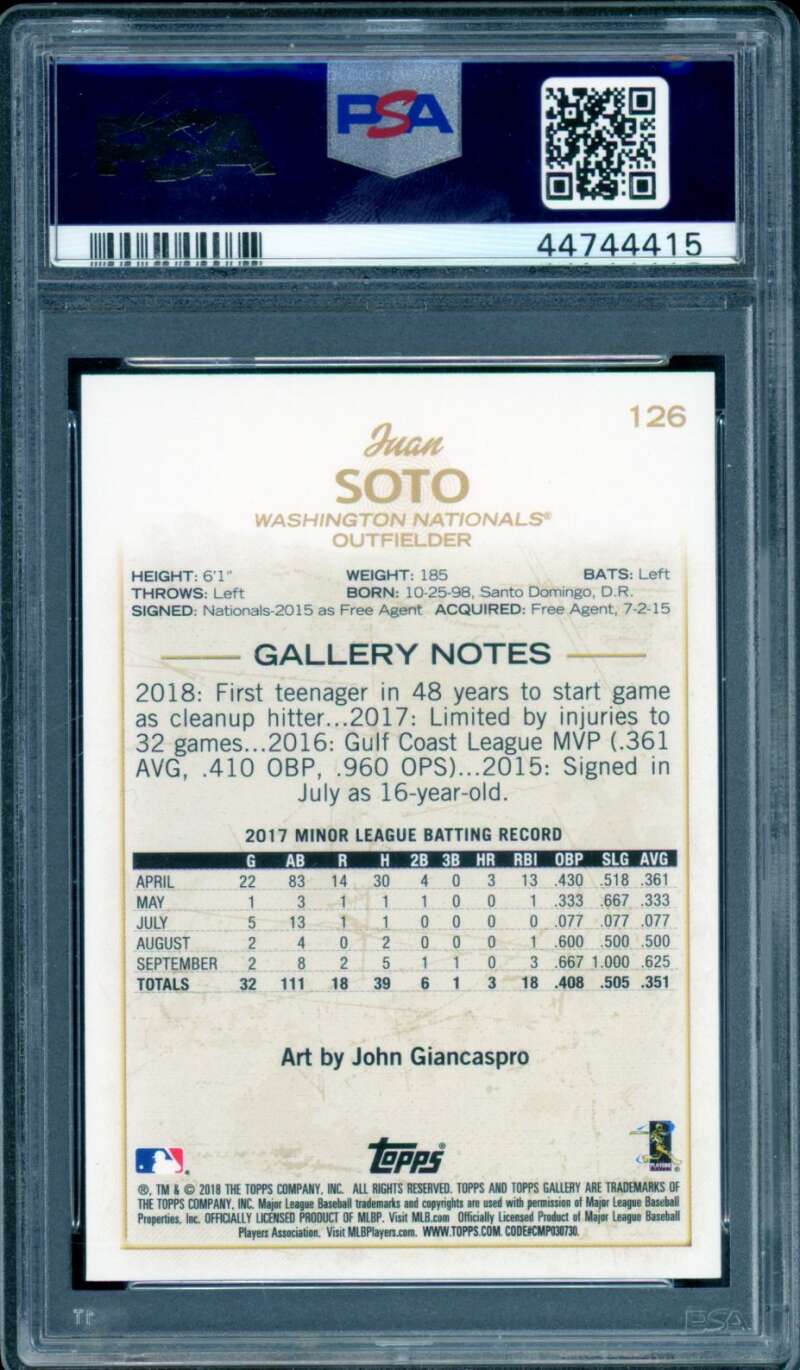 PSA
PSA
44744415
126
Juan
SOTO
WASHINGTON NATIONALS®
OUTFIELDER
HEIGHT: 6'1" WEIGHT: 185 BATS: Left
THROWS: Left BORN: 10-25-98, Santo Domingo, D.R.
SIGNED: Nationals-2015 as Free Agent ACQUIRED: Free Agent, 7-2-15
GALLERY NOTES
2018: First teenager in 48 years to start game
as cleanup hitter...2017: Limited by injuries to
32 games...2016: Gulf Coast League MVP (.361
AVG, .410 OBP, .960 OPS)...2015: Signed in
July as 16-year-old.
2017 MINOR LEAGUE BATTING RECORD
G AB R H 2B 3B HR RBI OBP SLG AVG
APRIL 22 83 14 30 4 0 3 13 .430 .518 .361
MAY 1 3 1 1 1 0 0 1 .333 .667 .333
JULY 5 13 1 1 0 0 0 0 .077 .077 .077
AUGUST 2 4 0 2 0 0 0 1 .600 .500 .500
SEPTEMBER 2 8 2 5 1 1 0 3 .667 1.000 .625
TOTALS 32 111 18 39 6 1 3 18 .408 .505 .351
Art by John Giancaspro
topps®
®, TM & © 2018 THE TOPPS COMPANY, INC. ALL RIGHTS RESERVED. TOPPS AND TOPPS GALLERY ARE TRADEMARKS OF
THE TOPPS COMPANY, INC. Major League Baseball trademarks and copyrights are used with permission of Major League Baseball
Properties, Inc. OFFICIALLY LICENSED PRODUCT OF MLBP. Visit MLB.com Officially Licensed Product of Major League Baseball
Players Association. Visit MLBPlayers.com. WWW.TOPPS.COM. CODE#CMP030730.
PSA